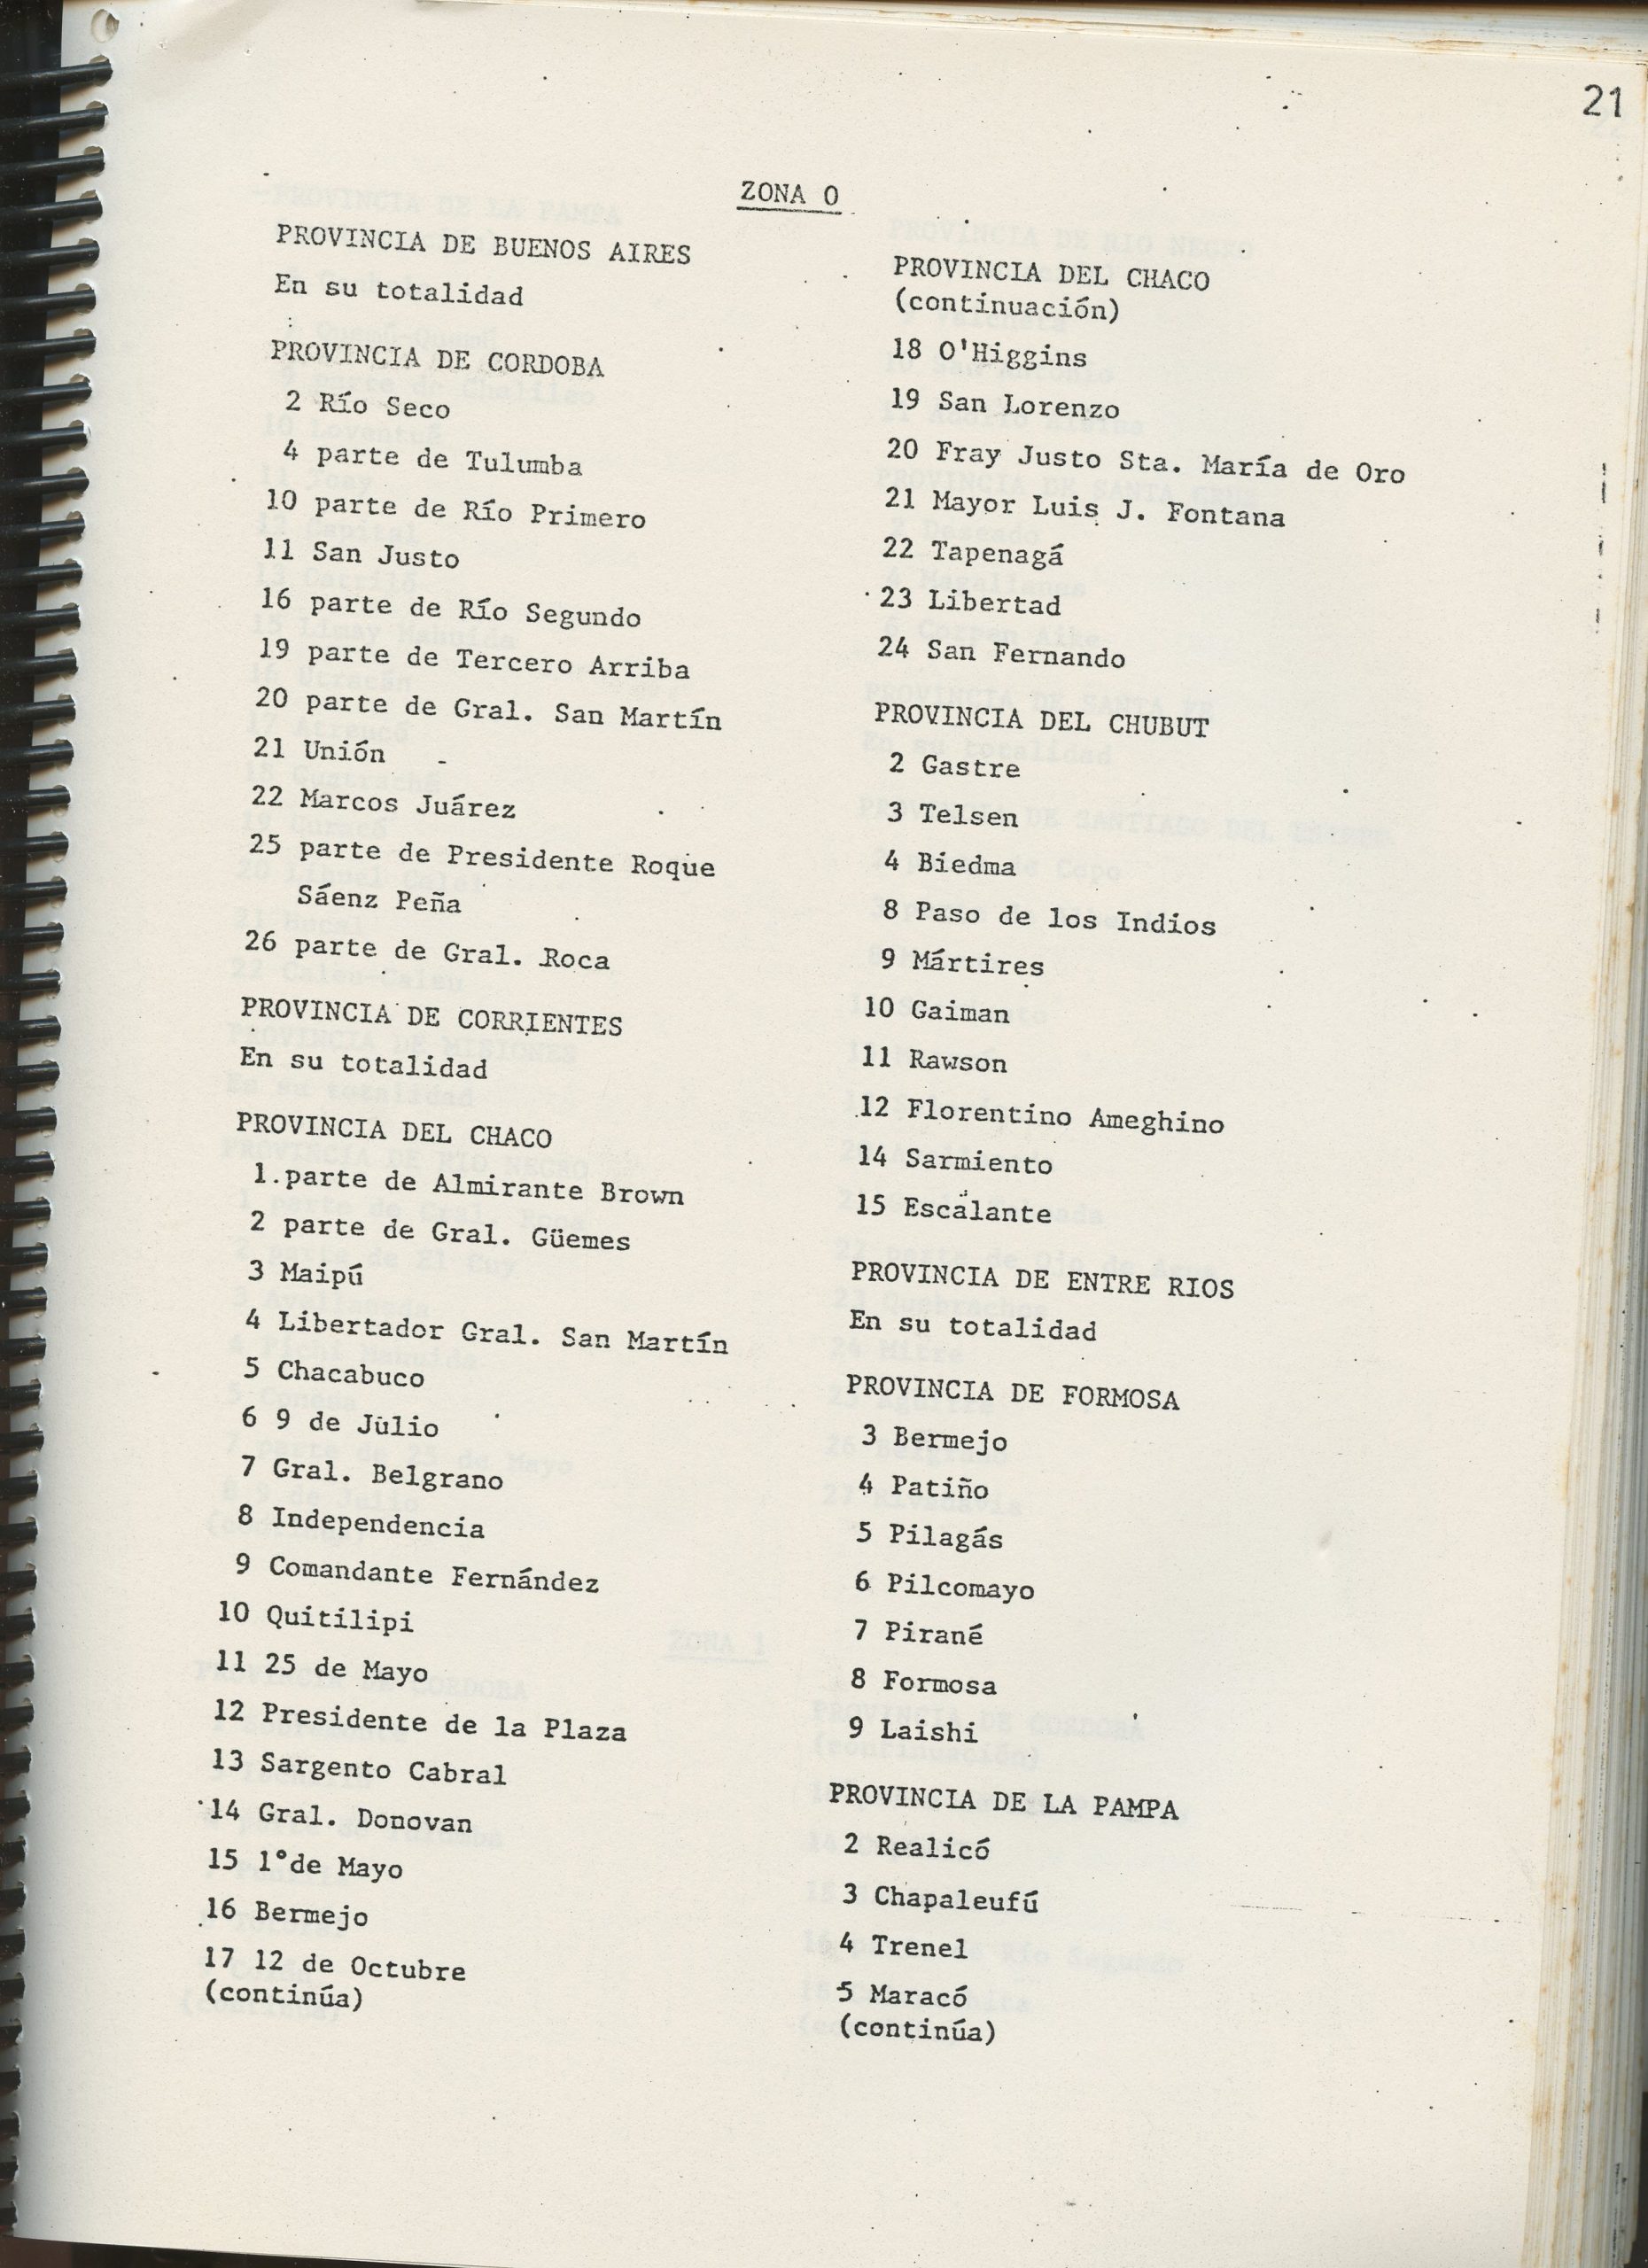 21
ZONA 0
PROVINCIA DE BUENOS AIRES
En su totalidad
PROVINCIA DE CORDOBA
2 Río Seco
4 parte de Tulumba
10 parte de Río Primero
11 San Justo
16 parte de Río Segundo
19 parte de Tercero Arriba
20 parte de Gral. San Martín
21 Unión
22 Marcos Juárez
25 parte de Presidente Roque
Sáenz Peña
26 parte de Gral. Roca
PROVINCIA DE CORRIENTES
En su totalidad
PROVINCIA DEL CHACO
1 parte de Almirante Brown
2 parte de Gral. Güemes
3 Maipú
4 Libertador Gral. San Martín
5 Chacabuco
6 9 de Julio
7 Gral. Belgrano
8 Independencia
9 Comandante Fernández
10 Quitilipi
11 25 de Mayo
12 Presidente de la Plaza
13 Sargento Cabral
14 Gral. Donovan
15 1°de Mayo
16 Bermejo
17 12 de Octubre
(continúa)
PROVINCIA DEL CHACO
(continuación)
18 O'Higgins
19 San Lorenzo
20 Fray Justo Sta. María de Oro
21 Mayor Luis J. Fontana
22 Tapenagá
23 Libertad
24 San Fernando
PROVINCIA DEL CHUBUT
2 Gastre
3 Telsen
4 Biedma
8 Paso de los Indios
9 Mártires
10 Gaiman
11 Rawson
12 Florentino Ameghino
14 Sarmiento
15 Escalante
PROVINCIA DE ENTRE RIOS
En su totalidad
PROVINCIA DE FORMOSA
3 Bermejo
4 Patiño
5 Pilagás
6 Pilcomayo
7 Pirané
8 Formosa
9 Laishi
PROVINCIA DE LA PAMPA
2 Realicó
3 Chapaleufú
4 Trenel
5 Maracó
(continúa)